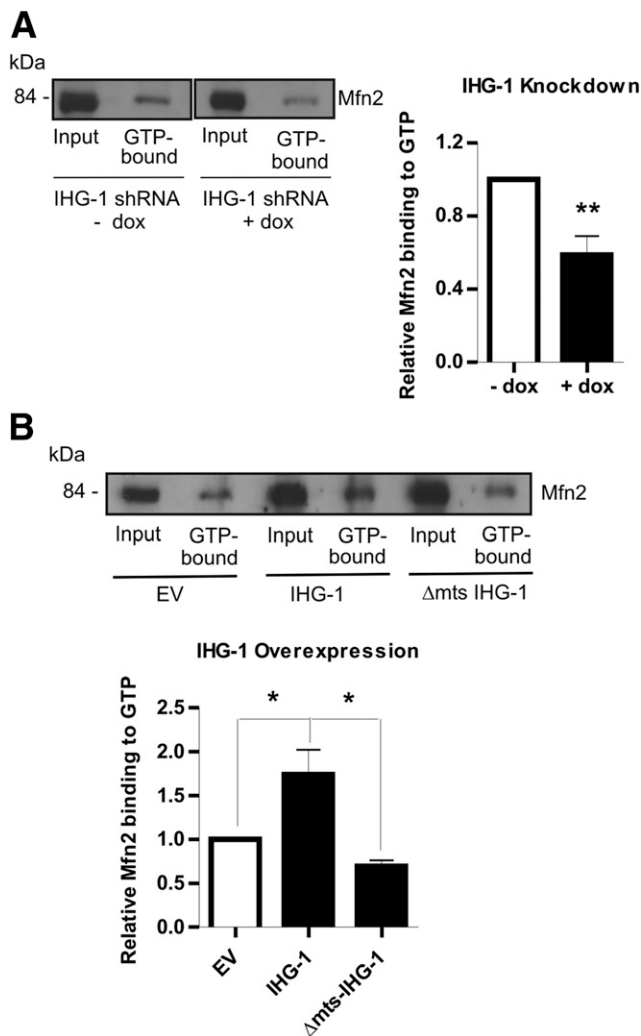 A
kDa
84 -
Mfn2
Input
GTP-
bound
Input
GTP-
bound
IHG-1 shRNA
- dox
IHG-1 shRNA
+ dox
IHG-1 Knockdown
Relative Mfn2 binding to GTP
1.2
0.8
0.4
0.0
**
- dox
+ dox
B
kDa
84 -
Mfn2
Input
GTP-
bound
Input
GTP-
bound
Input
GTP-
bound
EV
IHG-1
Δmts IHG-1
IHG-1 Overexpression
Relative Mfn2 binding to GTP
2.5
2.0
1.5
1.0
0.5
0.0
*
*
EV
IHG-1
Δmts-IHG-1